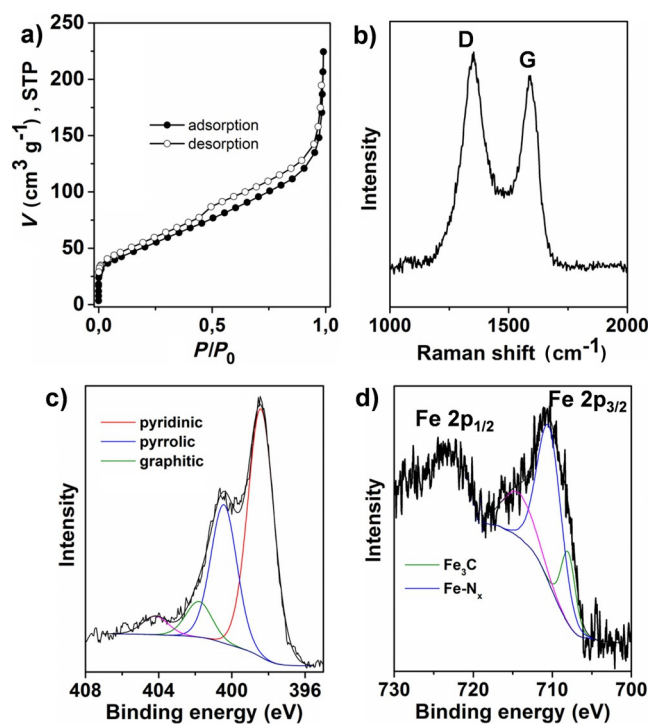 a)
V (cm³ g⁻¹) , STP
250
200
150
100
50
0
adsorption
desorption
0,0 0,5 1,0
P/P₀
b)
D
G
Intensity
1000 1500 2000
Raman shift (cm⁻¹)
c)
pyridinic
pyrrolic
graphitic
Intensity
408 404 400 396
Binding energy (eV)
d)
Fe 2p₁/₂
Fe 2p₃/₂
Intensity
Fe₃C
Fe-Nₓ
730 720 710 700
Binding energy (eV)